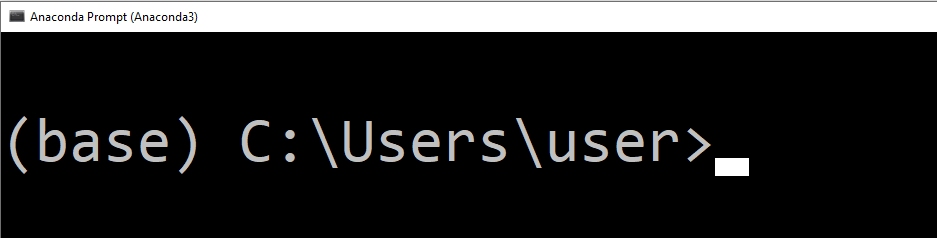 Anaconda Prompt (Anaconda3)
(base) C:\Users\user>